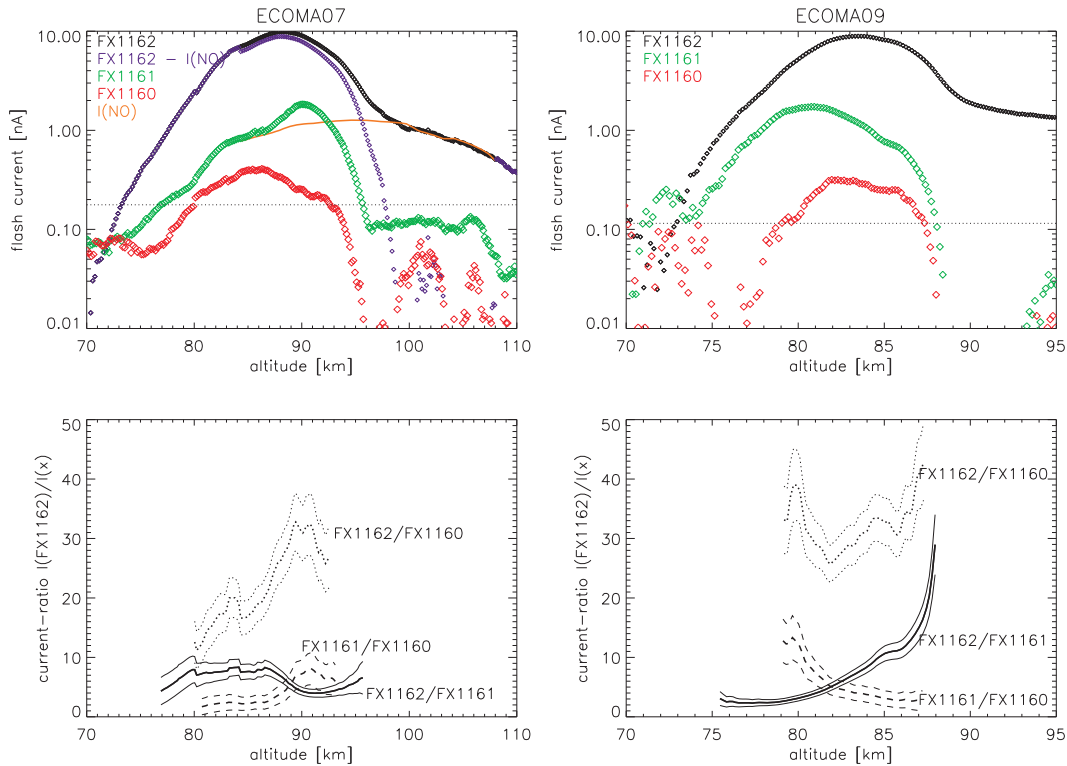 ECOMA07
FX1162
FX1162 - I(NO)
FX1161
FX1160
I(NO)
flash current [nA]
10.00
1.00
0.10
0.01
70 80 90 100 110
altitude [km]
ECOMA09
FX1162
FX1161
FX1160
flash current [nA]
10.00
1.00
0.10
0.01
70 75 80 85 90 95
altitude [km]
current-ratio I(FX1162)/I(x)
50
40
30
20
10
0
FX1162/FX1160
FX1161/FX1160
FX1162/FX1161
70 80 90 100 110
altitude [km]
current-ratio I(FX1162)/I(x)
50
40
30
20
10
0
FX1162/FX1160
FX1162/FX1161
FX1161/FX1160
70 75 80 85 90 95
altitude [km]